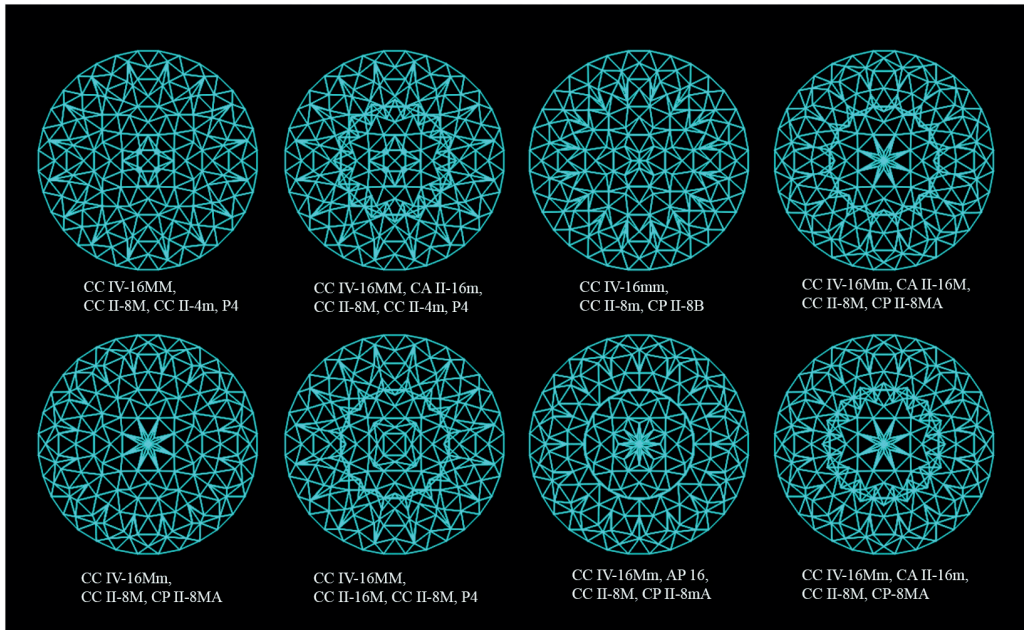 CC IV-16MM,
CC II-8M, CC II-4m, P4
CC IV-16MM, CA II-16m,
CC II-8M, CC II-4m, P4
CC IV-16mm,
CC II-8m, CP II-8B
CC IV-16Mm, CA II-16M,
CC II-8M, CP II-8MA
CC IV-16Mm,
CC II-8M, CP II-8MA
CC IV-16MM,
CC II-16M, CC II-8M, P4
CC IV-16Mm, AP 16,
CC II-8M, CP II-8mA
CC IV-16Mm, CA II-16m,
CC II-8M, CP-8MA